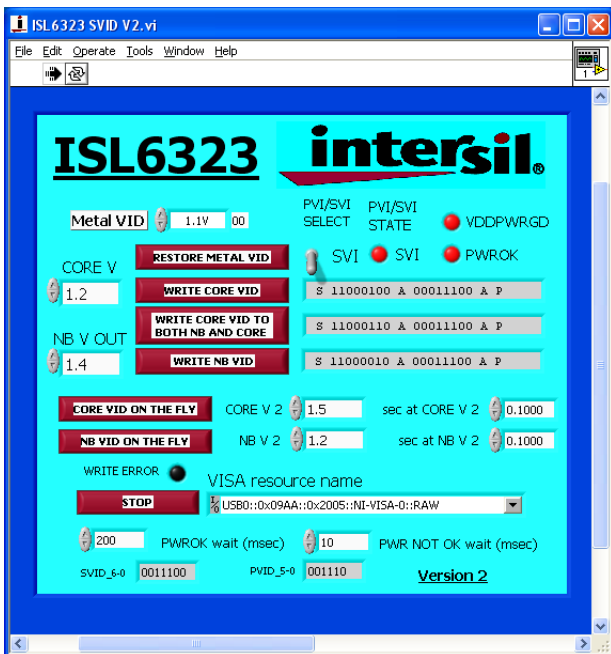 ISL6323 SVID V2.vi
File Edit Operate Tools Window Help
1
ISL6323 intersil®
Metal VID 1.1V 00
PVI/SVI SELECT
PVI/SVI STATE
VDDPWRGD
RESTORE METAL VID
SVI SVI PWROK
CORE V
1.2
WRITE CORE VID
S 11000100 A 00011100 A P
WRITE CORE VID TO
BOTH NB AND CORE
S 11000110 A 00011100 A P
NB V OUT
1.4
WRITE NB VID
S 11000010 A 00011100 A P
CORE VID ON THE FLY CORE V 2 1.5 sec at CORE V 2 0.1000
NB VID ON THE FLY NB V 2 1.2 sec at NB V 2 0.1000
WRITE ERROR
VISA resource name
STOP I/O USB0::0x09AA::0x2005::NI-VISA-0::RAW
200 PWROK wait (msec) 10 PWR NOT OK wait (msec)
SVID_6-0 0011100 PVID_5-0 001110 Version 2